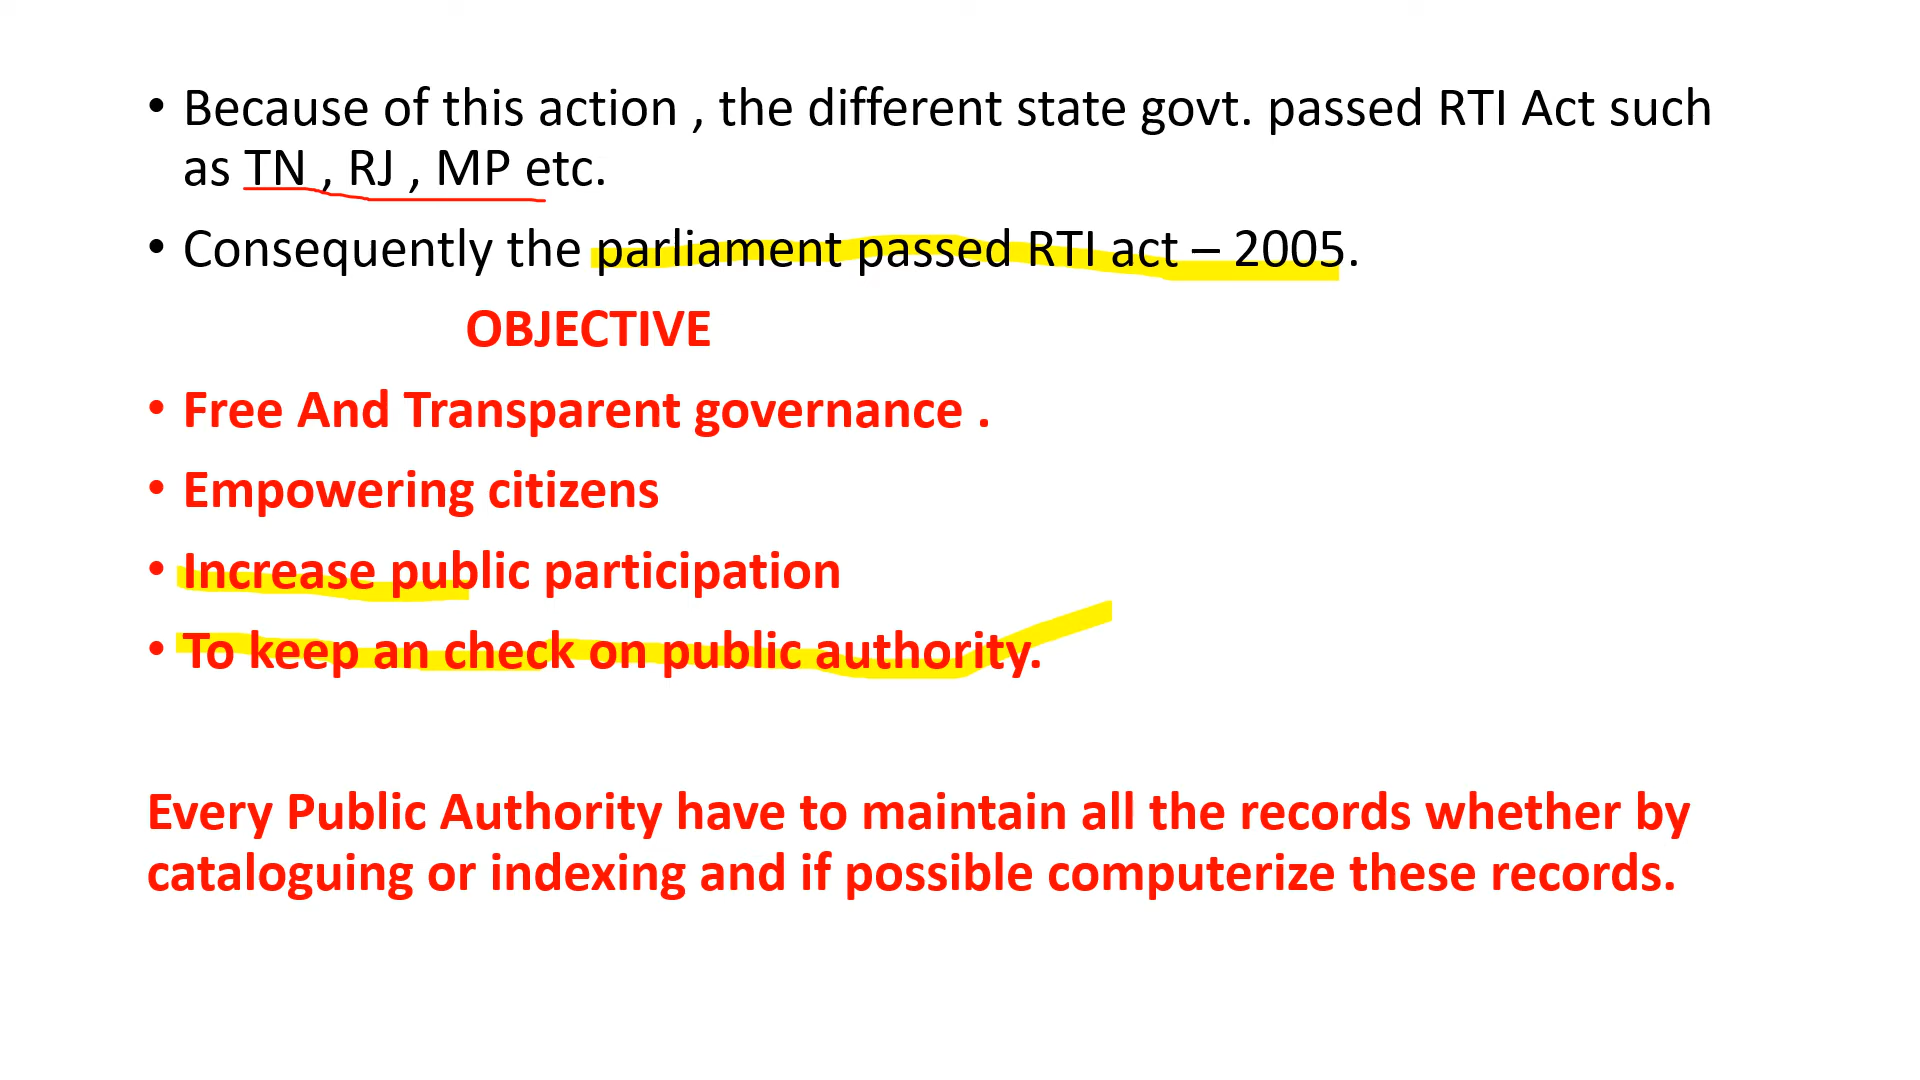 • Because of this action , the different state govt. passed RTI Act such
as TN , RJ , MP etc.
• Consequently the parliament passed RTI act – 2005.
OBJECTIVE
• Free And Transparent governance .
• Empowering citizens
• Increase public participation
• To keep an check on public authority.
Every Public Authority have to maintain all the records whether by
cataloguing or indexing and if possible computerize these records.